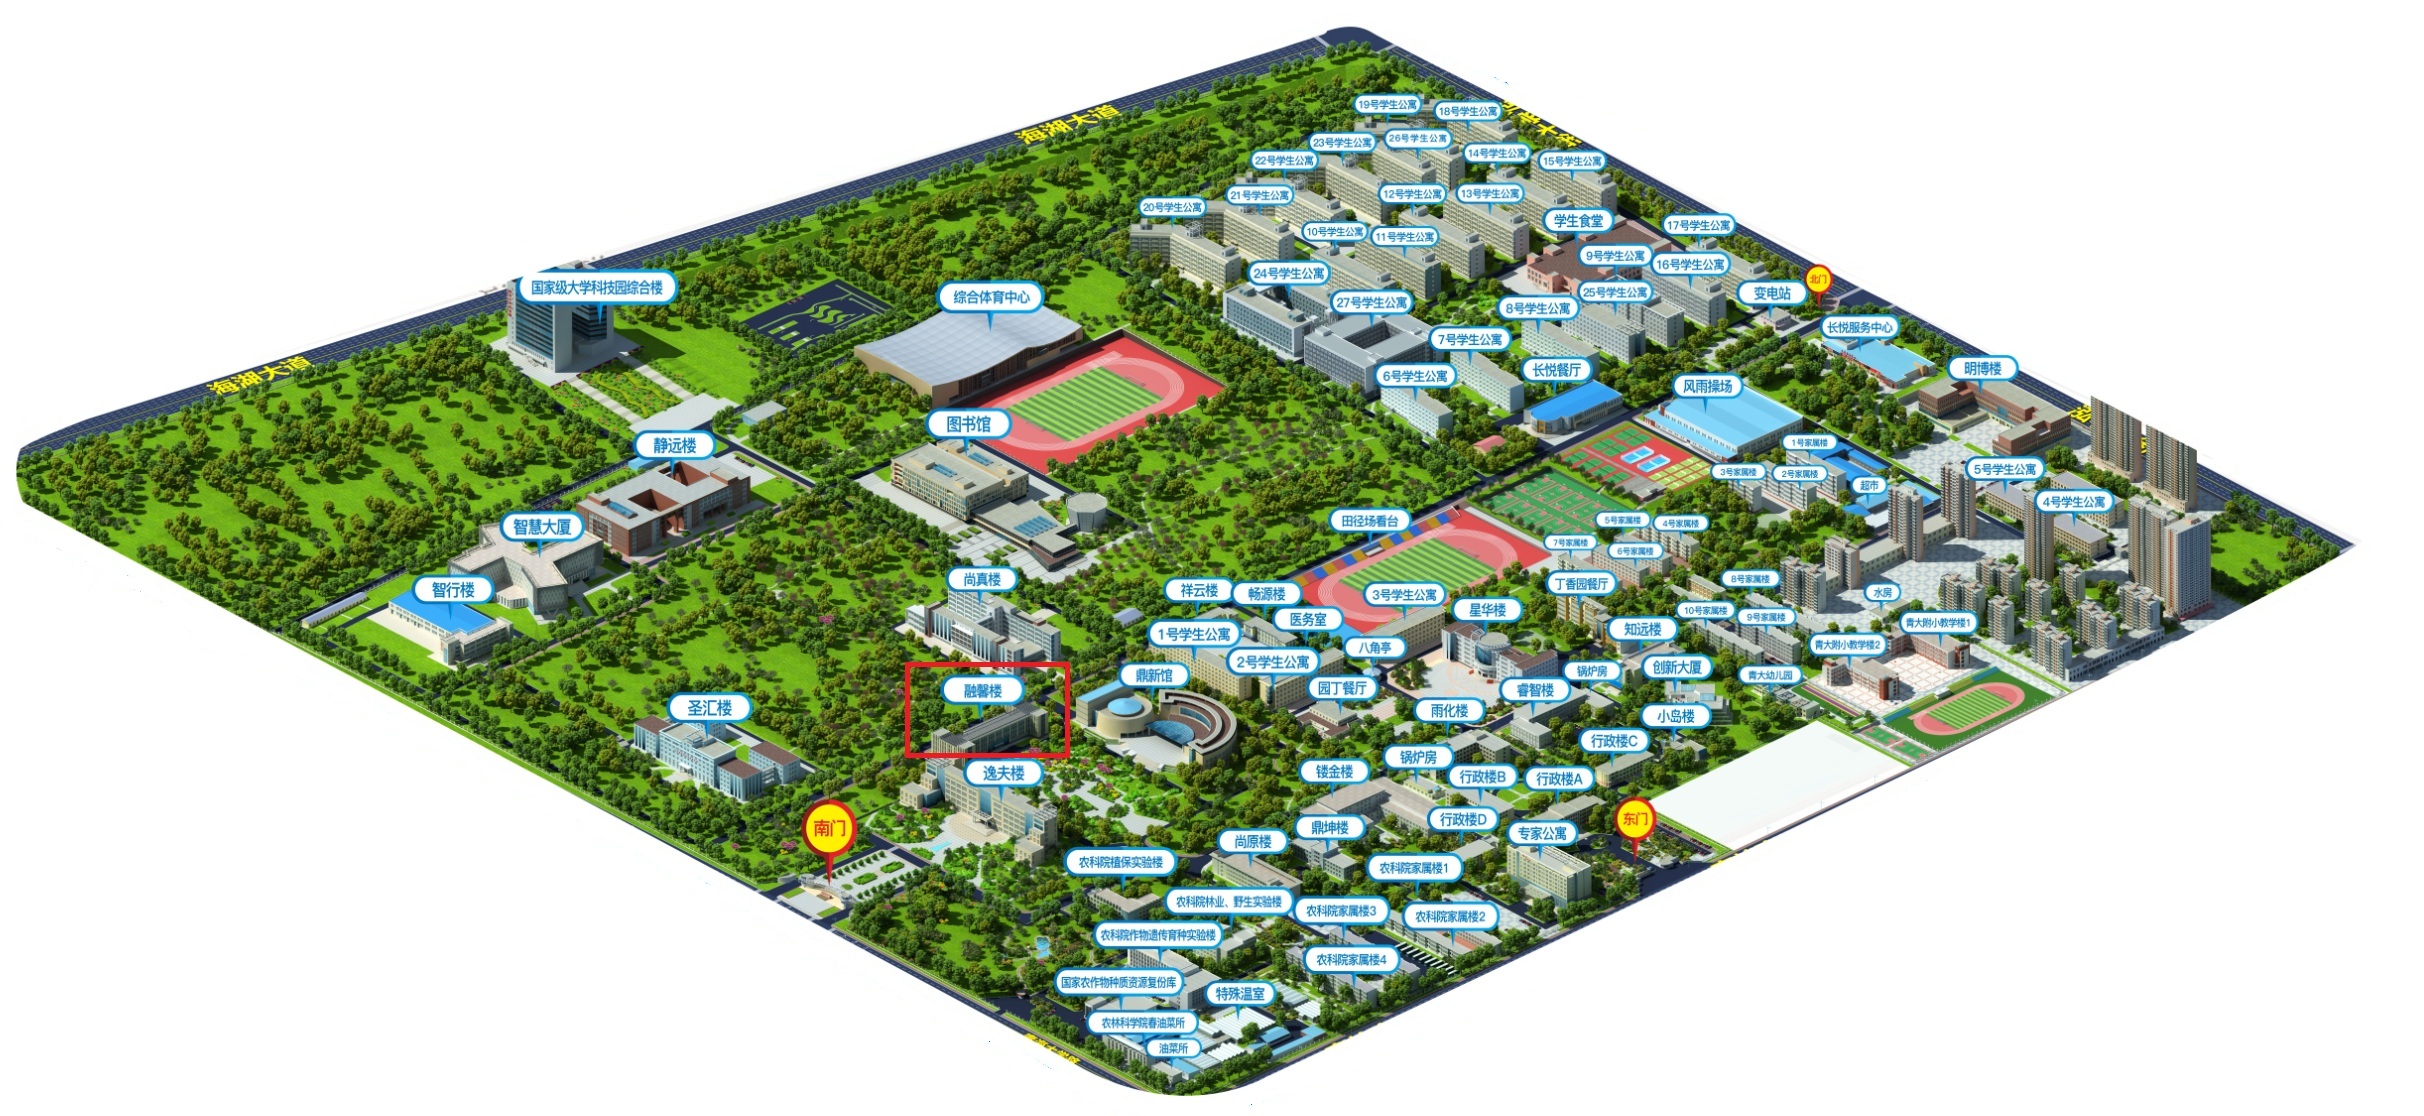 海湖大道
19号学生公寓
18号学生公寓
23号学生公寓
26号学生公寓
22号学生公寓
14号学生公寓
15号学生公寓
21号学生公寓
12号学生公寓
13号学生公寓
20号学生公寓
学生食堂
17号学生公寓
10号学生公寓
11号学生公寓
9号学生公寓
16号学生公寓
24号学生公寓
北门
国家级大学科技园综合楼
综合体育中心
27号学生公寓
25号学生公寓
变电站
8号学生公寓
长悦服务中心
7号学生公寓
海湖大道
6号学生公寓
长悦餐厅
风雨操场
明博楼
图书馆
静远楼
1号家属楼
3号家属楼
2号家属楼
超市
5号学生公寓
4号学生公寓
智慧大厦
田径场看台
5号家属楼
4号家属楼
7号家属楼
6号家属楼
智行楼
尚真楼
祥云楼
畅源楼
3号学生公寓
星华楼
丁香园餐厅
8号家属楼
水房
医务室
10号家属楼
9号家属楼
1号学生公寓
知远楼
青大附小教学楼1
八角亭
青大附小教学楼2
2号学生公寓
锅炉房
创新大厦
青大幼儿园
融馨楼
鼎新馆
园丁餐厅
睿智楼
圣汇楼
雨化楼
小岛楼
行政楼C
逸夫楼
镂金楼
锅炉房
行政楼B
行政楼A
南门
鼎坤楼
行政楼D
东门
尚原楼
专家公寓
农科院植保实验楼
农科院家属楼1
农科院林业、野生实验楼
农科院家属楼3
农科院家属楼2
农科院作物遗传育种实验楼
农科院家属楼4
国家农作物种质资源复份库
特殊温室
农林科学院春油菜所
油菜所